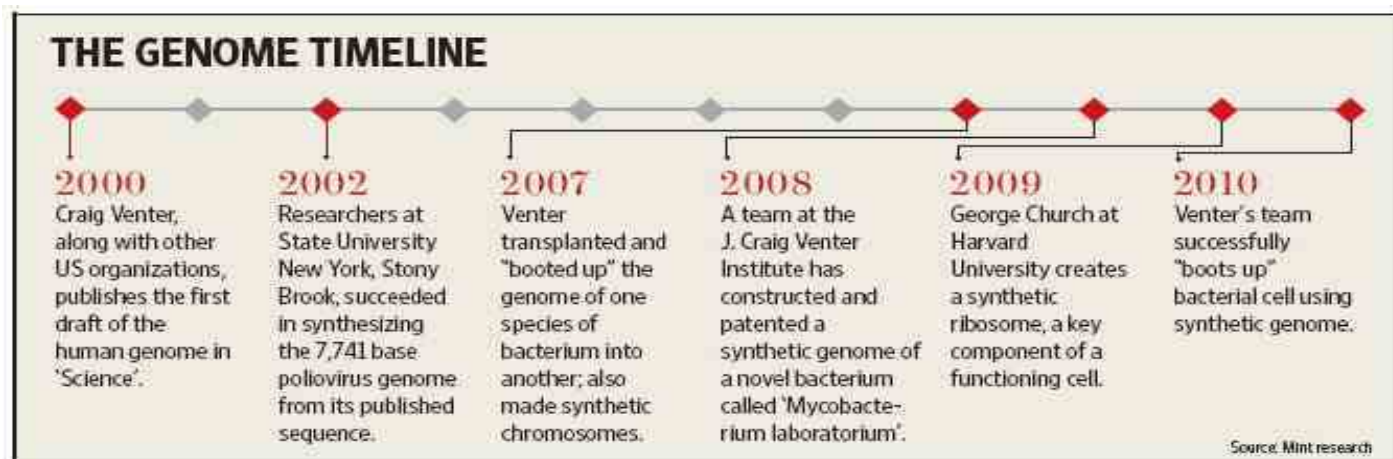 THE GENOME TIMELINE
2000
Craig Venter,
along with other
US organizations,
publishes the first
draft of the
human genome in
‘Science’.
2002
Researchers at
State University
New York, Stony
Brook, succeeded
in synthesizing
the 7,741 base
poliovirus genome
from its published
sequence.
2007
Venter
transplanted and
“booted up” the
genome of one
species of
bacterium into
another; also
made synthetic
chromosomes.
2008
A team at the
J. Craig Venter
Institute has
constructed and
patented a
synthetic genome of
a novel bacterium
called ‘Mycobacte-
rium laboratorium’.
2009
George Church at
Harvard
University creates
a synthetic
ribosome, a key
component of a
functioning cell.
2010
Venter’s team
successfully
“boots up”
bacterial cell using
synthetic genome.
Source: Mint research